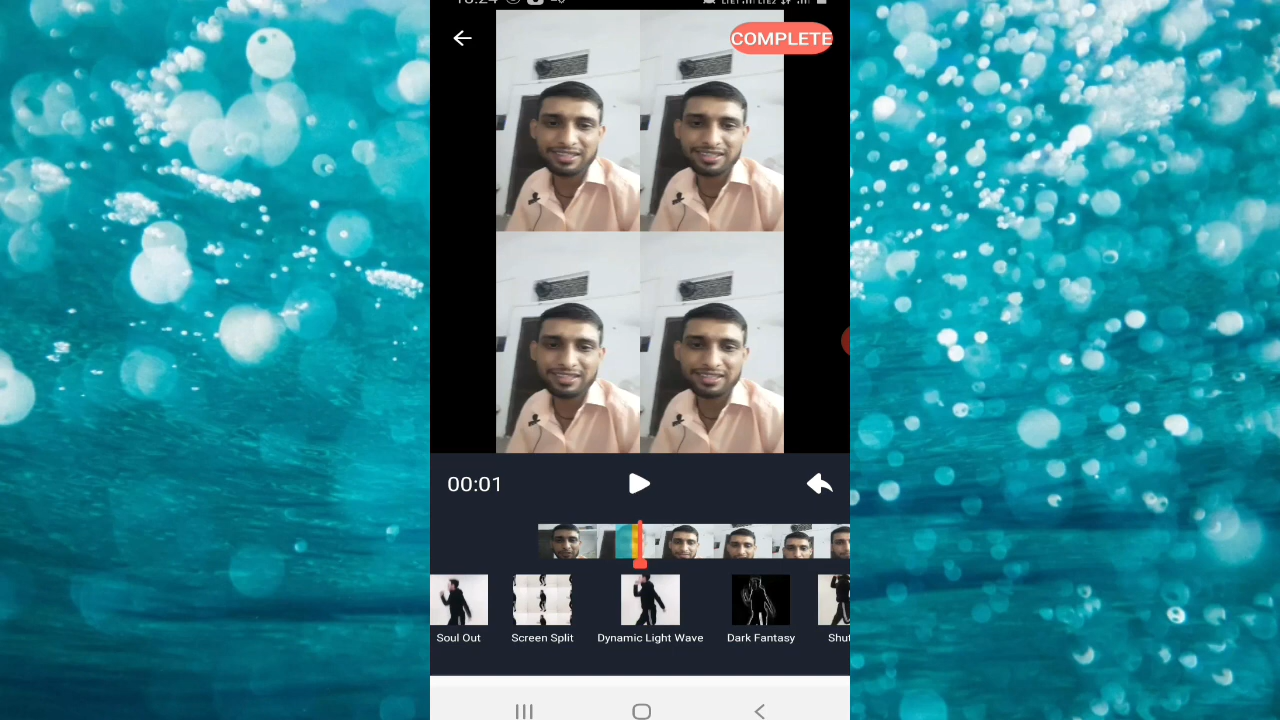 COMPLETE
00:01
Soul Out
Screen Split
Dynamic Light Wave
Dark Fantasy